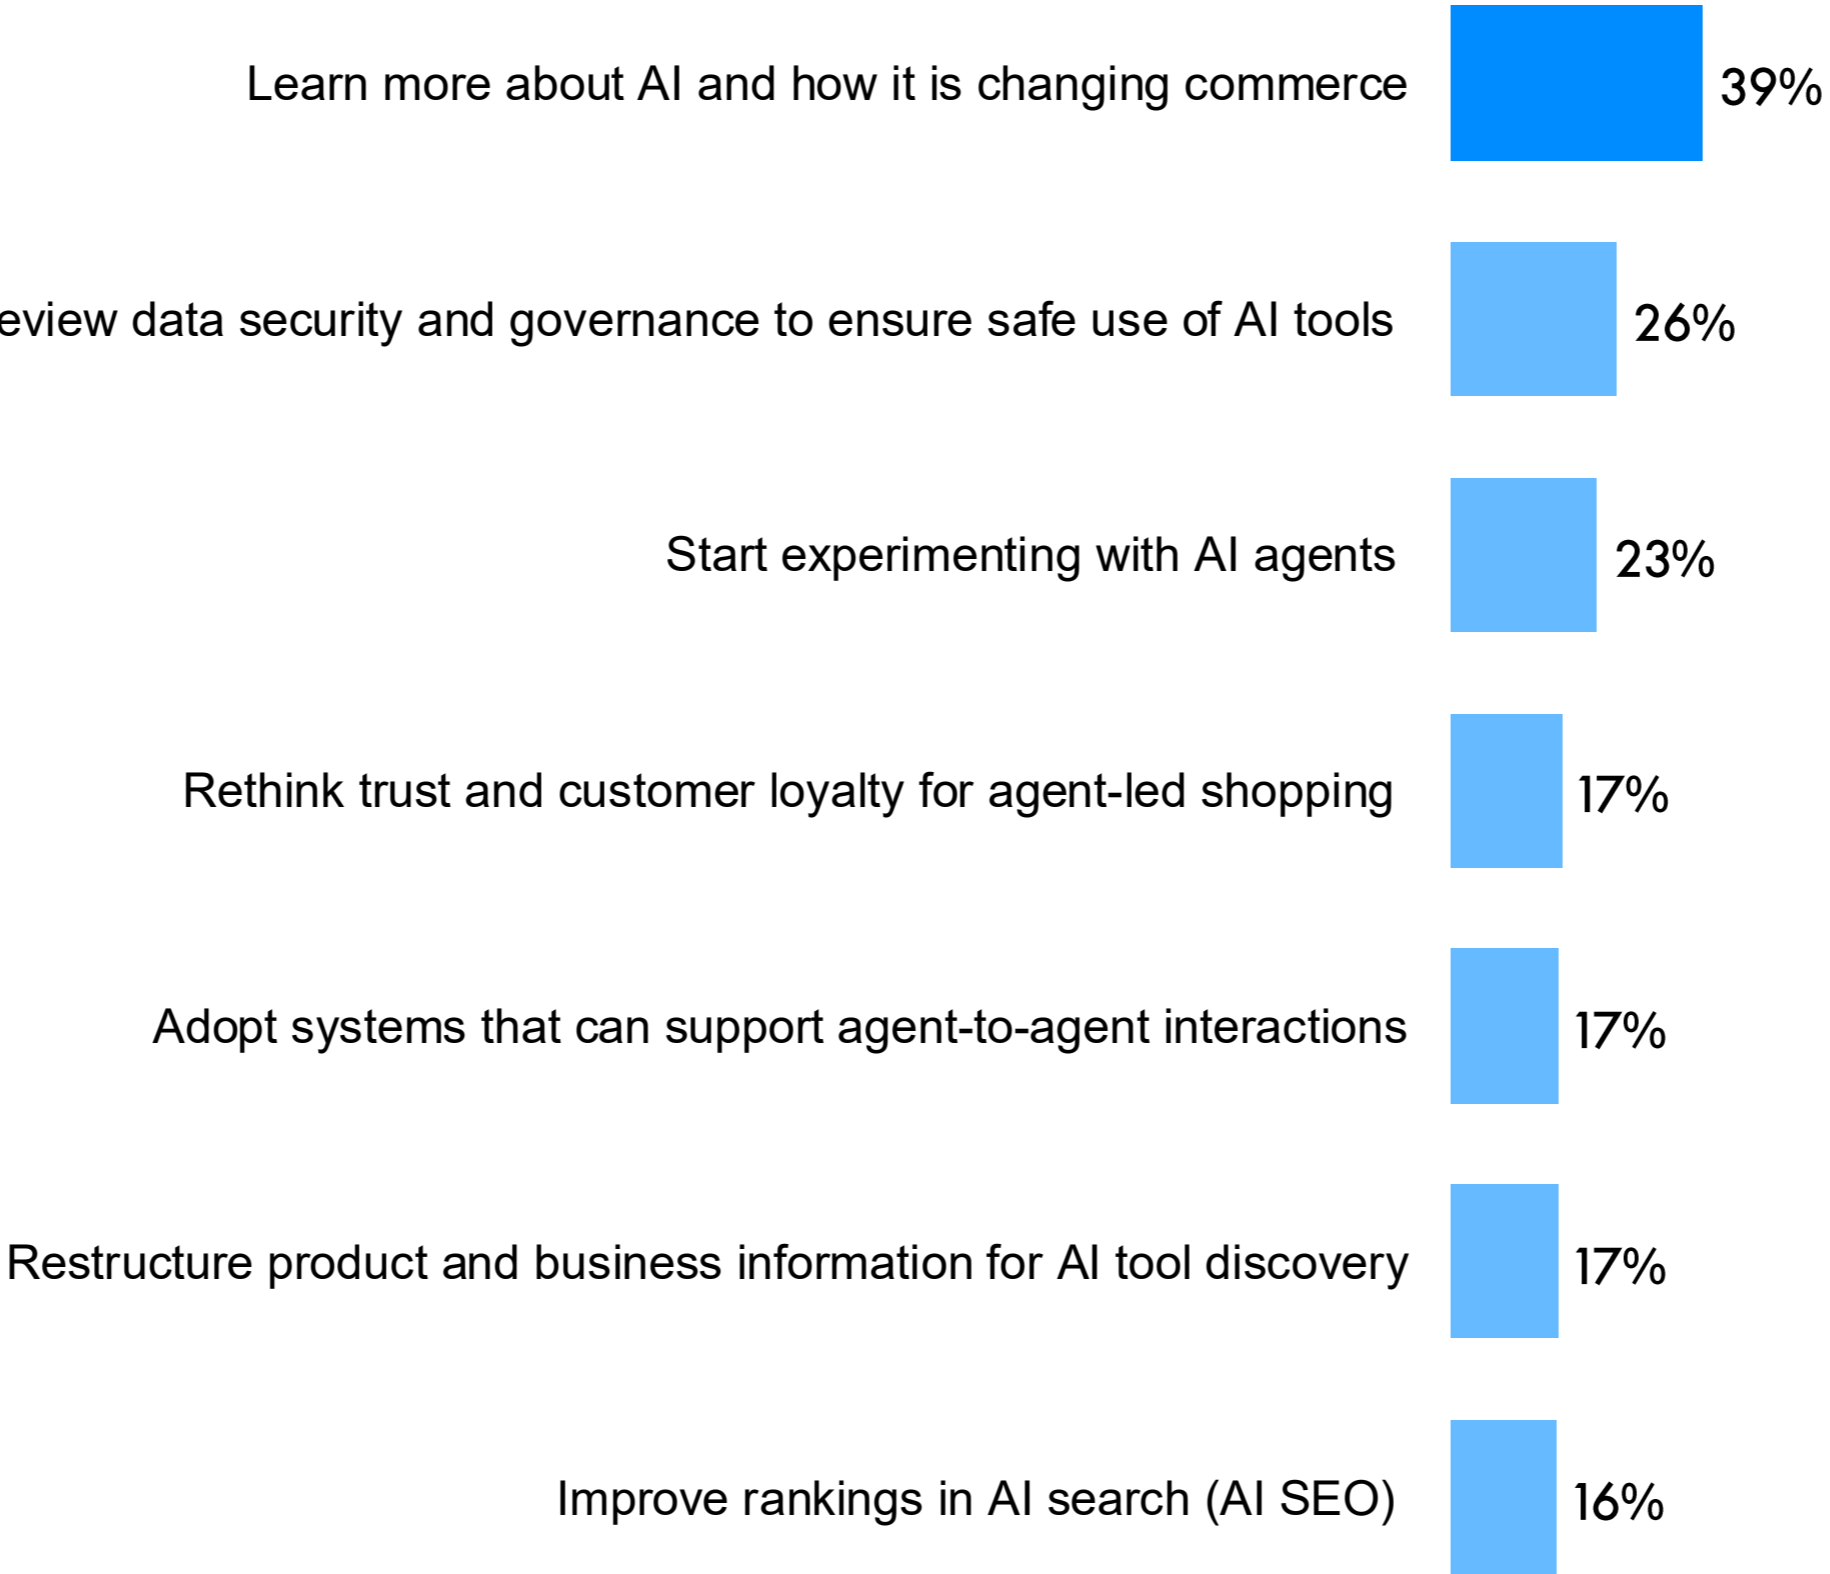 Learn more about AI and how it is changing commerce 39%
eview data security and governance to ensure safe use of AI tools 26%
Start experimenting with AI agents 23%
Rethink trust and customer loyalty for agent-led shopping 17%
Adopt systems that can support agent-to-agent interactions 17%
Restructure product and business information for AI tool discovery 17%
Improve rankings in AI search (AI SEO) 16%